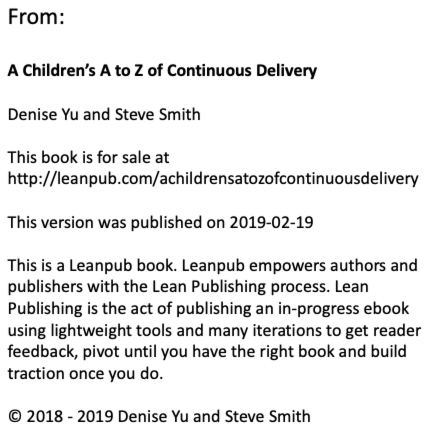 From:
A Children's A to Z of Continuous Delivery
Denise Yu and Steve Smith
This book is for sale at
http://leanpub.com/achildrensatozofcontinuousdelivery
This version was published on 2019-02-19
This is a Leanpub book. Leanpub empowers authors and
publishers with the Lean Publishing process. Lean
Publishing is the act of publishing an in-progress ebook
using lightweight tools and many iterations to get reader
feedback, pivot until you have the right book and build
traction once you do.
© 2018 - 2019 Denise Yu and Steve Smith